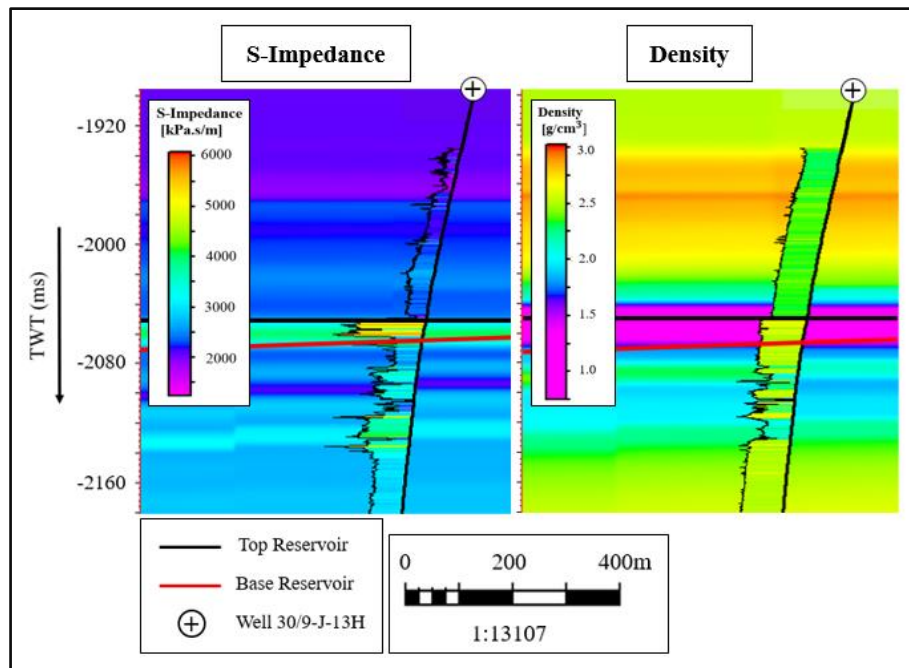 S-Impedance
Density
S-Impedance
[kPa.s/m]
6000
5000
4000
3000
2000
Density
[g/cm³]
3.0
2.5
2.0
1.5
1.0
TWT (ms)
-1920
-2000
-2080
-2160
Top Reservoir
Base Reservoir
Well 30/9-J-13H
0 200 400m
1:13107